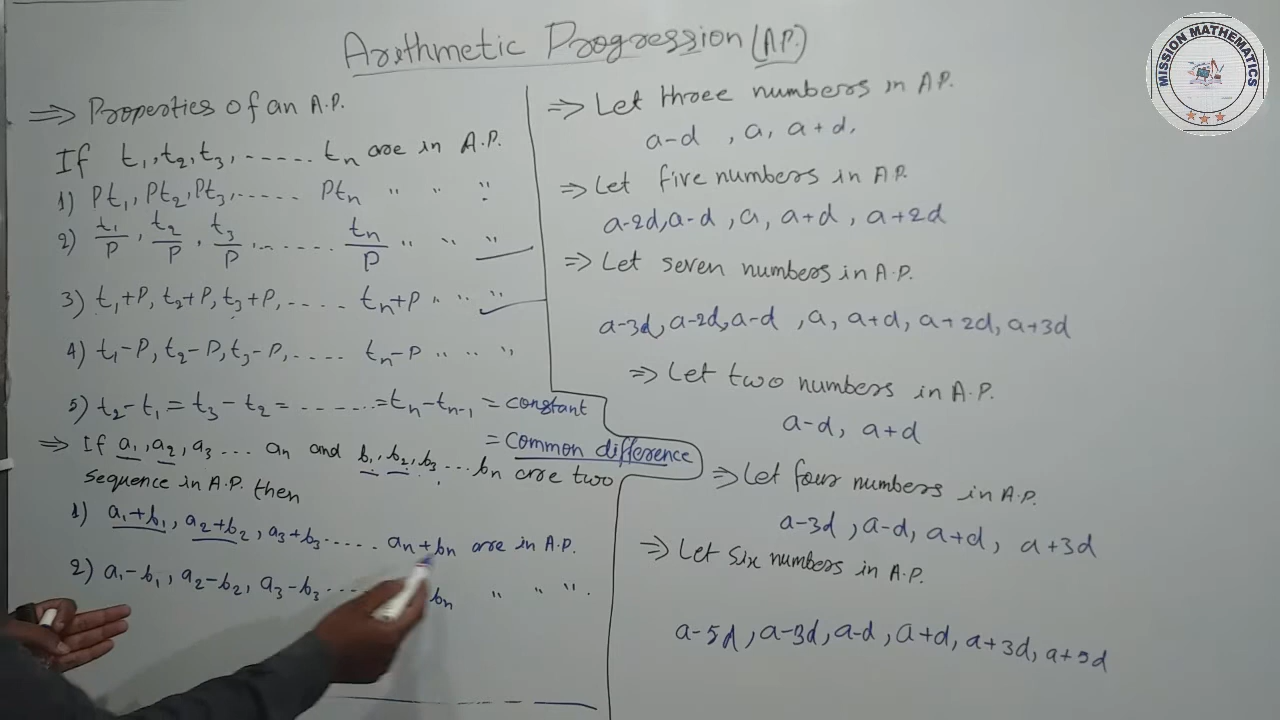 Arithmetic Progression (A.P.)
⇒ Properties of an A.P.
If t₁, t₂, t₃, ...... tₙ are in A.P.
1) Pt₁, Pt₂, Pt₃, ..... Ptₙ " " "
2) t₁/P, t₂/P, t₃/P, ....... tₙ/P " " "
3) t₁+P, t₂+P, t₃+P, ..... tₙ+P " " "
4) t₁-P, t₂-P, t₃-P, ..... tₙ-P " " "
5) t₂-t₁ = t₃-t₂ = ....... = tₙ-tₙ₋₁ = constant
= Common difference
⇒ If a₁, a₂, a₃ ... aₙ and b₁, b₂, b₃ ... bₙ are two
sequence in A.P. then
1) a₁+b₁, a₂+b₂, a₃+b₃ ..... aₙ+bₙ are in A.P.
2) a₁-b₁, a₂-b₂, a₃-b₃ .... bₙ " " ".
⇒ Let three numbers in A.P.
a-d, a, a+d.
⇒ Let five numbers in A.P.
a-2d, a-d, a, a+d, a+2d
⇒ Let seven numbers in A.P.
a-3d, a-2d, a-d, a, a+d, a+2d, a+3d
⇒ Let two numbers in A.P.
a-d, a+d
⇒ Let four numbers in A.P.
a-3d, a-d, a+d, a+3d
⇒ Let six numbers in A.P.
a-5d, a-3d, a-d, a+d, a+3d, a+5d
MISSION MATHEMATICS